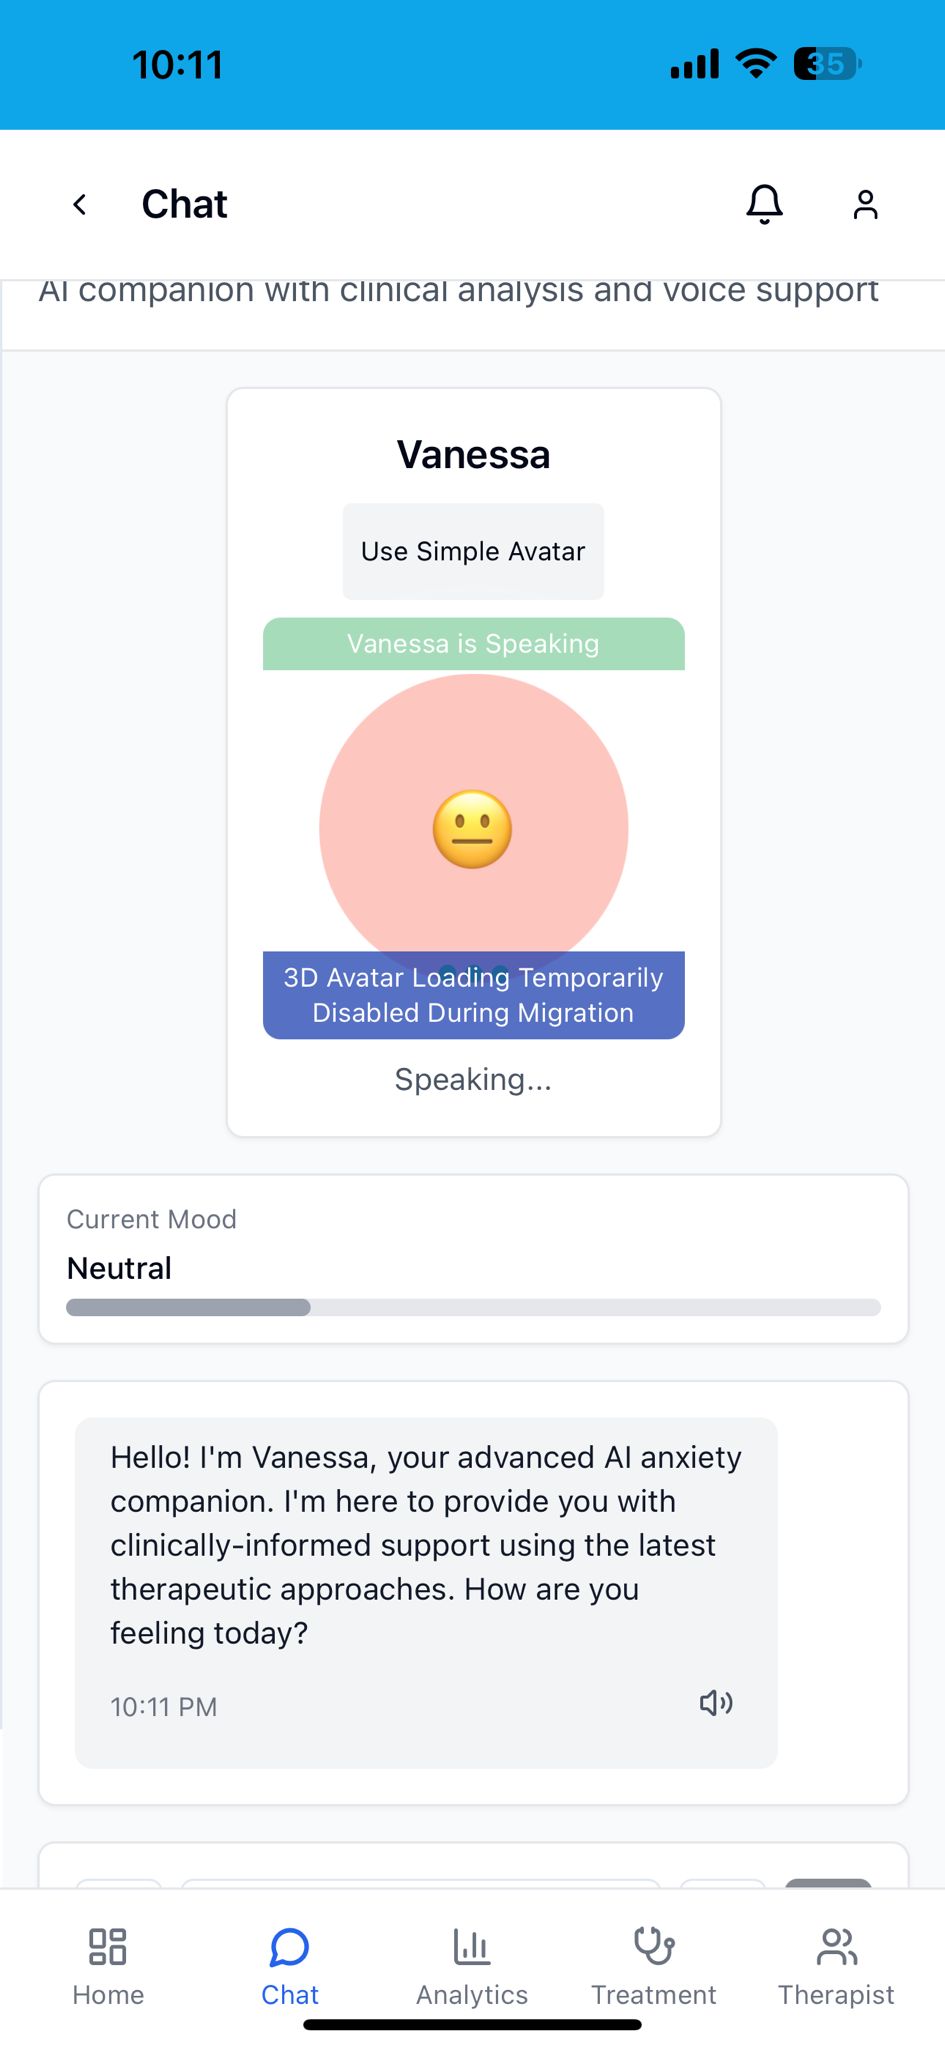 10:11
35
Chat
AI companion with clinical analysis and voice support
Vanessa
Use Simple Avatar
Vanessa is Speaking
3D Avatar Loading Temporarily
Disabled During Migration
Speaking...
Current Mood
Neutral
Hello! I'm Vanessa, your advanced AI anxiety
companion. I'm here to provide you with
clinically-informed support using the latest
therapeutic approaches. How are you
feeling today?
10:11 PM
Home
Chat
Analytics
Treatment
Therapist